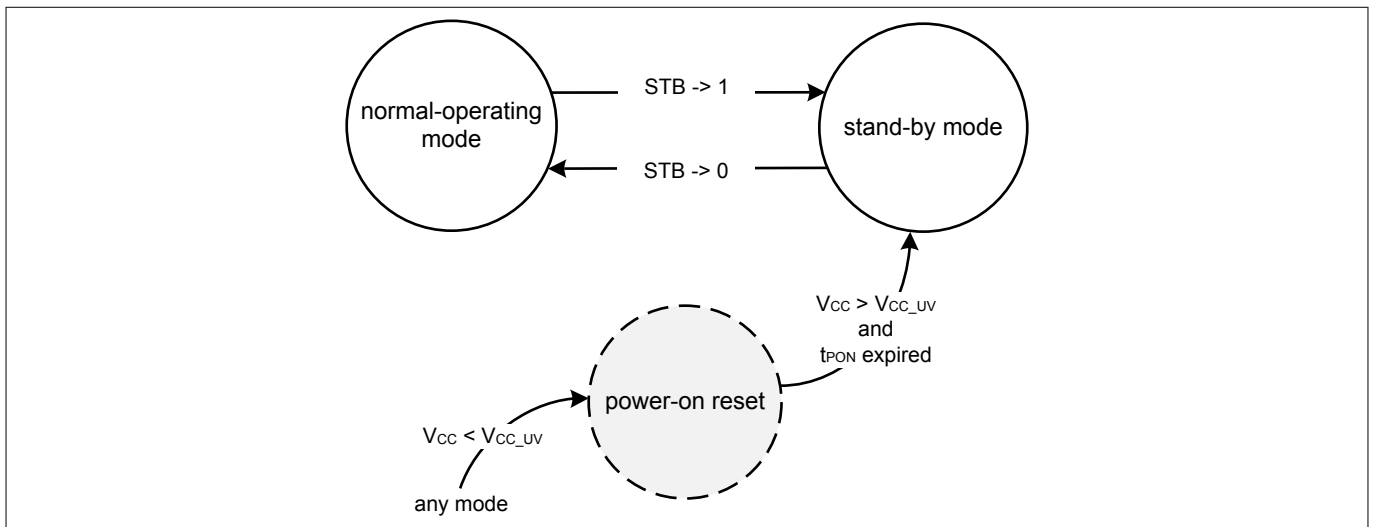 normal-operating
mode
STB -> 1
stand-by mode
STB -> 0
VCC > VCC_UV
and
tPON expired
power-on reset
VCC < VCC_UV
any mode